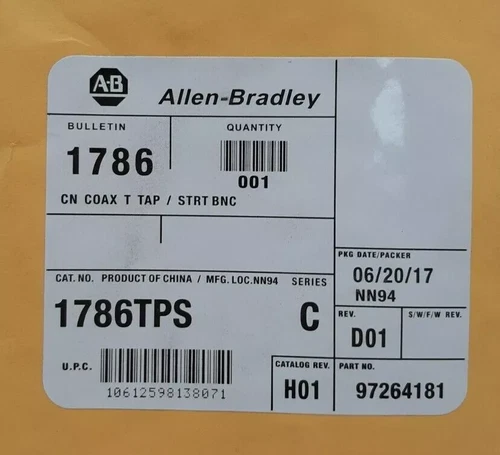 A-B
Allen-Bradley
BULLETIN
QUANTITY
1786
001
CN COAX T TAP / STRT BNC
PKG DATE/PACKER
06/20/17
NN94
CAT. NO. PRODUCT OF CHINA / MFG. LOC.NN94 SERIES
1786TPS C
REV. S/W/F/W REV.
D01
U.P.C.
10612598138071
CATALOG REV.
H01
PART NO.
97264181